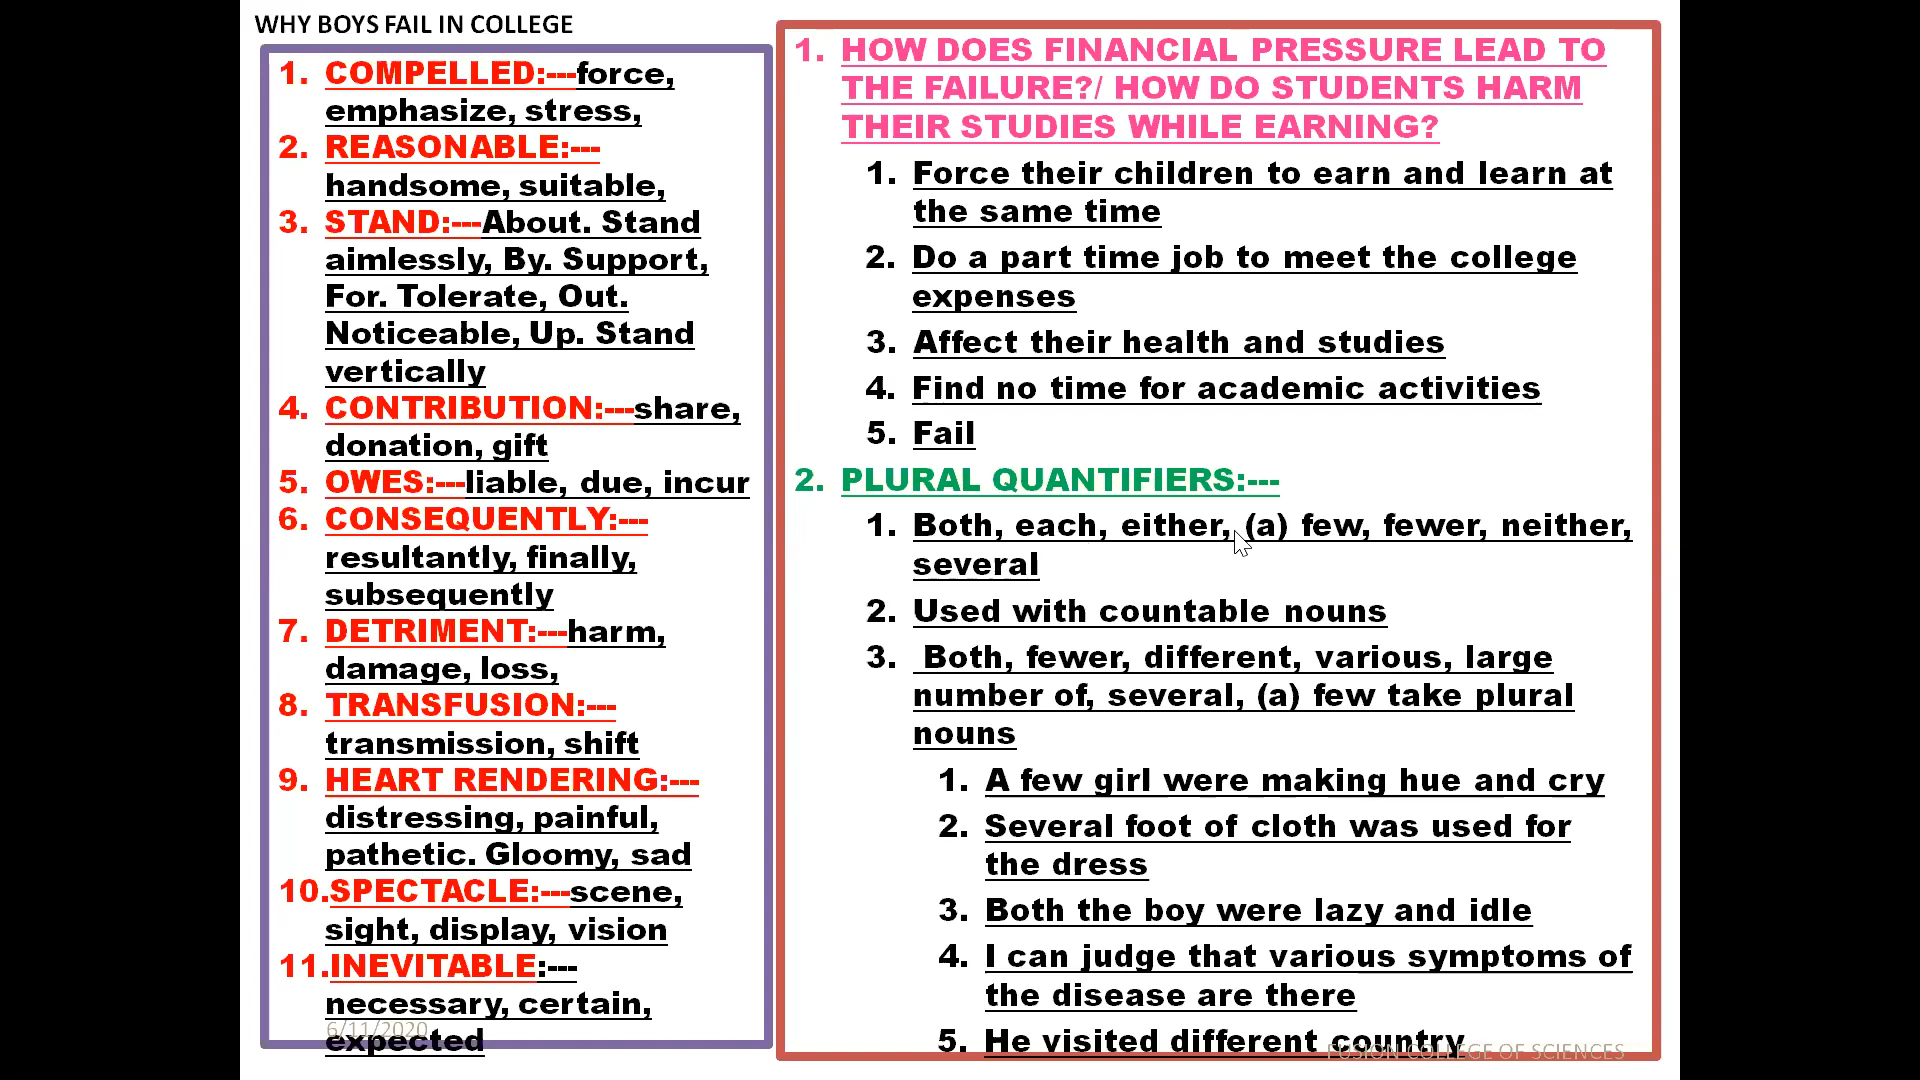 WHY BOYS FAIL IN COLLEGE
1. COMPELLED:---force,
emphasize, stress,
2. REASONABLE:---
handsome, suitable,
3. STAND:---About. Stand
aimlessly, By. Support,
For. Tolerate, Out.
Noticeable, Up. Stand
vertically
4. CONTRIBUTION:---share,
donation, gift
5. OWES:---liable, due, incur
6. CONSEQUENTLY:---
resultantly, finally,
subsequently
7. DETRIMENT:---harm,
damage, loss,
8. TRANSFUSION:---
transmission, shift
9. HEART RENDERING:---
distressing, painful,
pathetic. Gloomy, sad
10.SPECTACLE:---scene,
sight, display, vision
11.INEVITABLE:---
necessary, certain,
expected
6/11/2020
1. HOW DOES FINANCIAL PRESSURE LEAD TO
THE FAILURE?/ HOW DO STUDENTS HARM
THEIR STUDIES WHILE EARNING?
1. Force their children to earn and learn at
the same time
2. Do a part time job to meet the college
expenses
3. Affect their health and studies
4. Find no time for academic activities
5. Fail
2. PLURAL QUANTIFIERS:---
1. Both, each, either, (a) few, fewer, neither,
several
2. Used with countable nouns
3. Both, fewer, different, various, large
number of, several, (a) few take plural
nouns
1. A few girl were making hue and cry
2. Several foot of cloth was used for
the dress
3. Both the boy were lazy and idle
4. I can judge that various symptoms of
the disease are there
5. He visited different country
FUSION COLLEGE OF SCIENCES